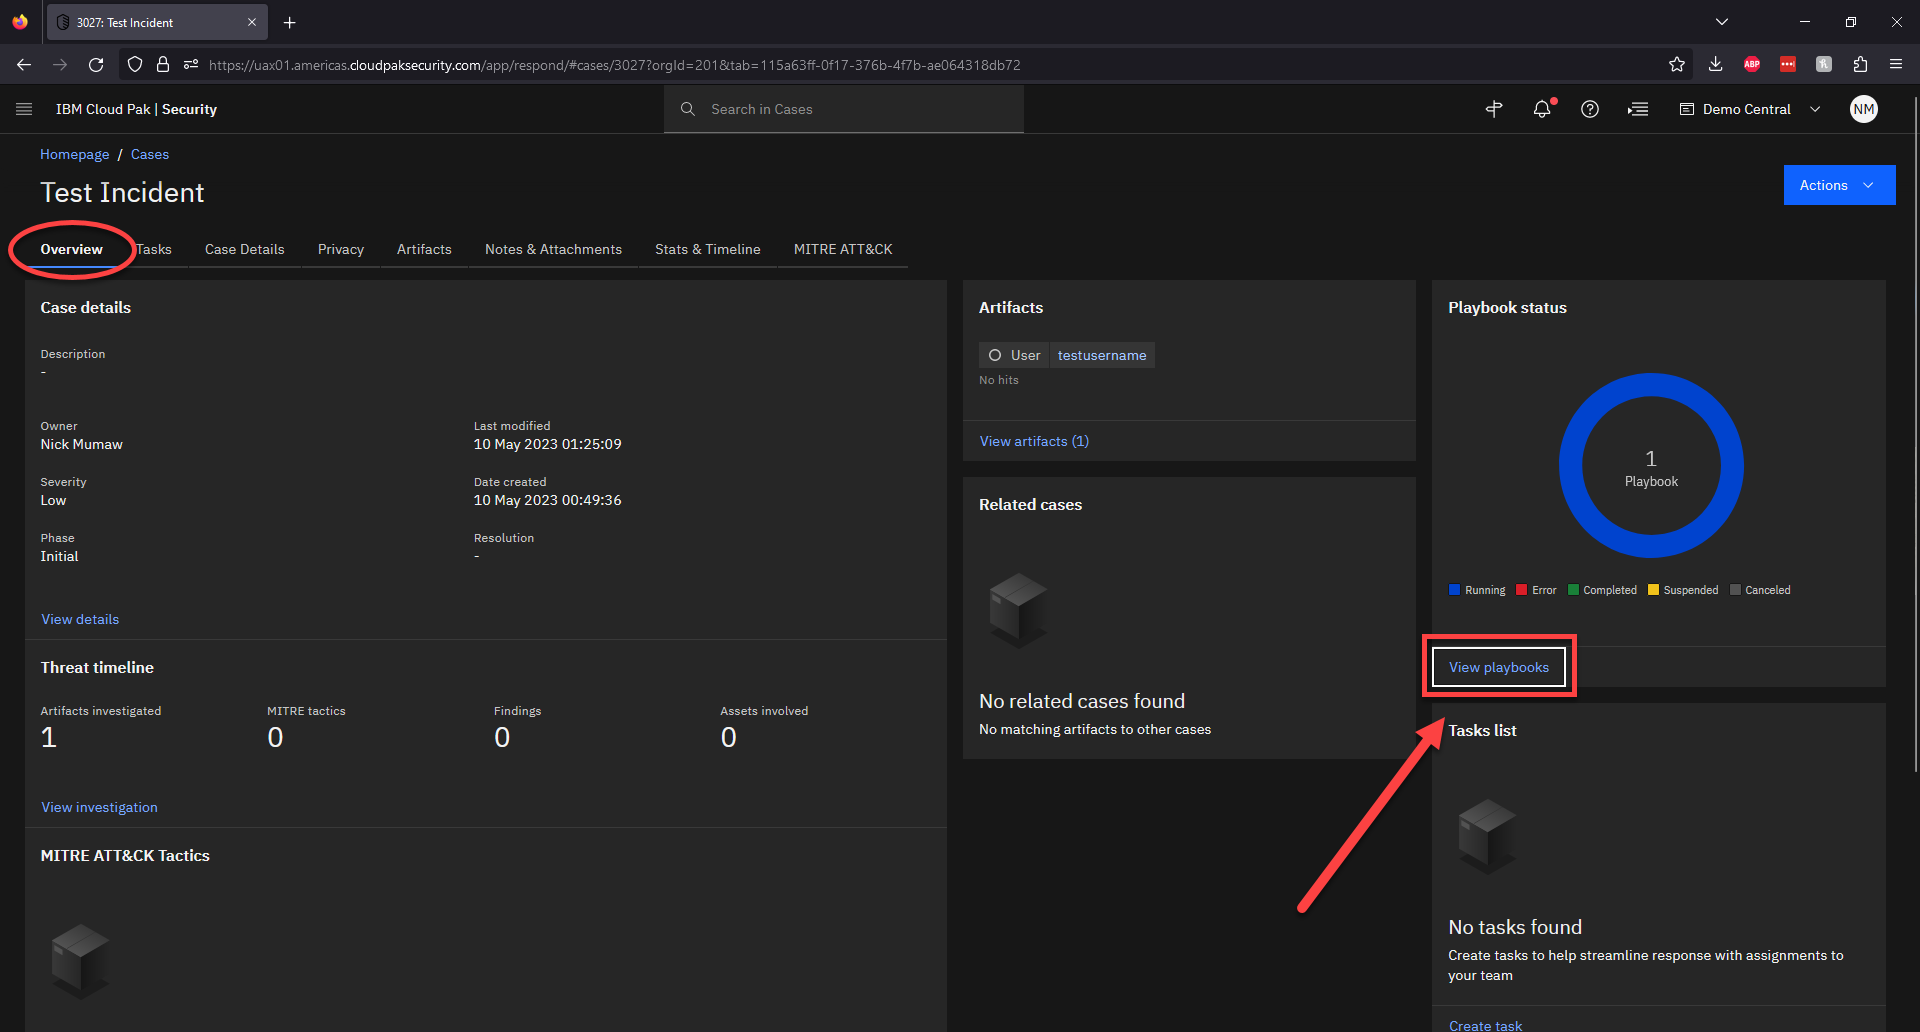 3027: Test Incident
https://uax01.americas.cloudpaksecurity.com/app/respond/#cases/3027?orgId=201&tab=115a63ff-0f17-376b-4f7b-ae064318db72
ABP
IBM Cloud Pak | Security
Search in Cases
Demo Central
NM
Homepage / Cases
Test Incident
Actions
Overview
Tasks
Case Details
Privacy
Artifacts
Notes & Attachments
Stats & Timeline
MITRE ATT&CK
Case details
Description
-
Owner
Nick Mumaw
Last modified
10 May 2023 01:25:09
Severity
Low
Date created
10 May 2023 00:49:36
Phase
Initial
Resolution
-
View details
Threat timeline
Artifacts investigated
1
MITRE tactics
0
Findings
0
Assets involved
0
View investigation
MITRE ATT&CK Tactics
Artifacts
User testusername
No hits
View artifacts (1)
Related cases
No related cases found
No matching artifacts to other cases
Playbook status
1
Playbook
Running
Error
Completed
Suspended
Canceled
View playbooks
Tasks list
No tasks found
Create tasks to help streamline response with assignments to
your team
Create task